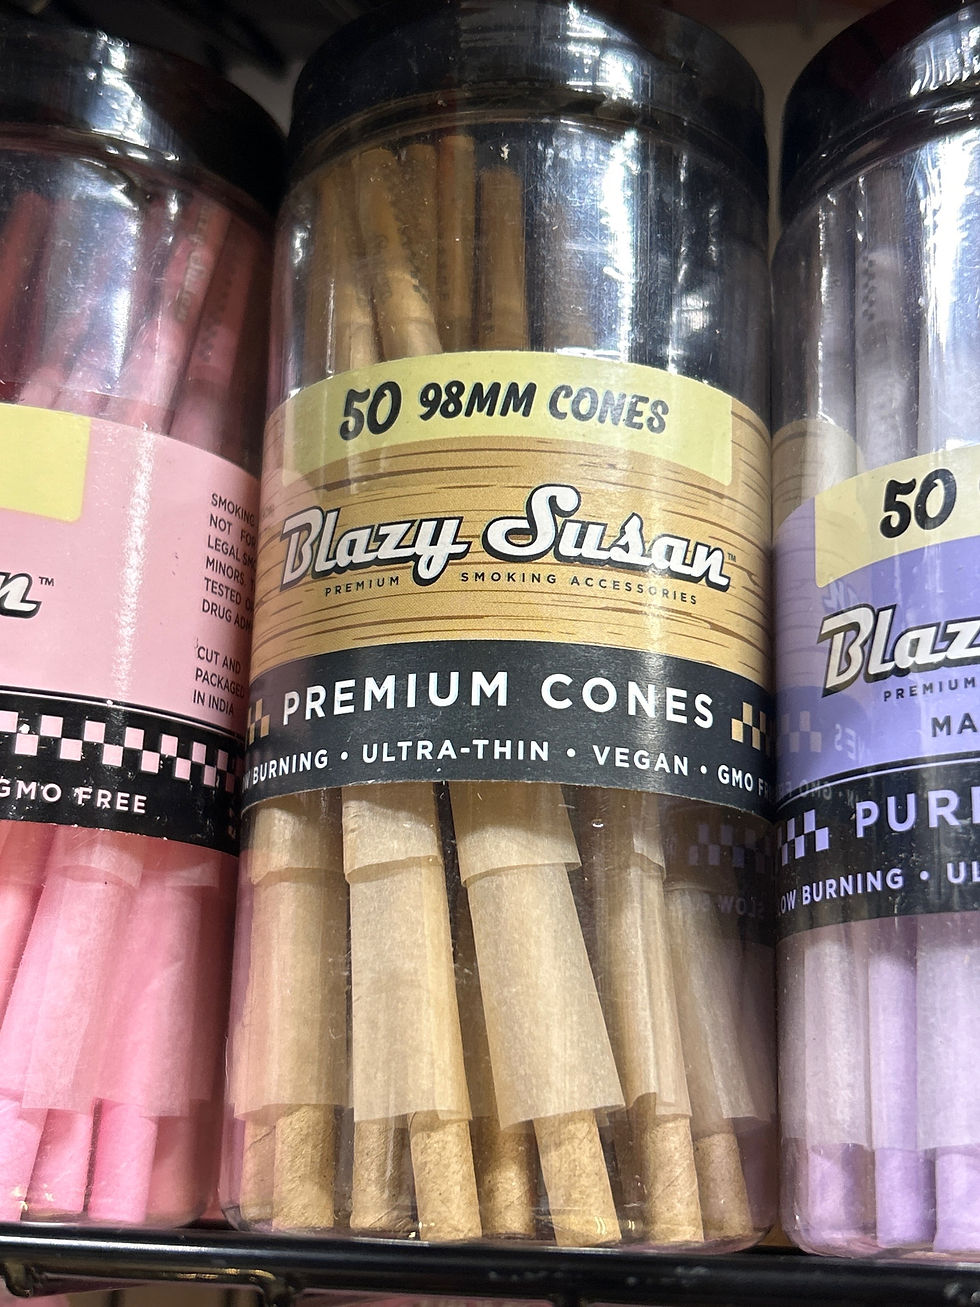 SMOKING
NOT FOR
LEGAL SM
MINORS
TESTED
DRUG ADM
CUT AND
PACKAGED
IN INDIA
n™
GMO FREE
50 98MM CONES
Blazy Susan™
PREMIUM SMOKING ACCESSORIES
PREMIUM CONES
BURNING • ULTRA-THIN • VEGAN • GMO FR
50
Blaz
PREMIUM
MA
PURP
OW BURNING • UL